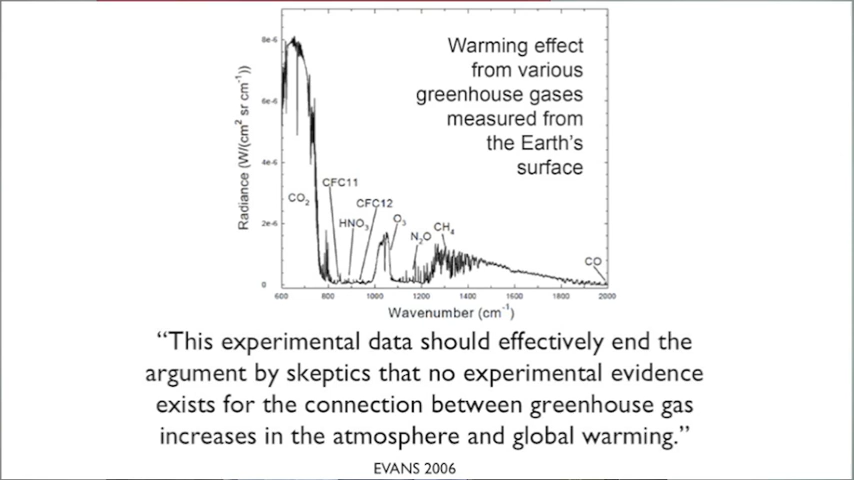 Warming effect
from various
greenhouse gases
measured from
the Earth's
surface
Radiance (W/(cm² sr cm⁻¹))
8e-6
6e-6
4e-6
2e-6
0
CO₂
CFC11
HNO₃
CFC12
O₃
N₂O
CH₄
CO
600 800 1000 1200 1400 1600 1800 2000
Wavenumber (cm⁻¹)
“This experimental data should effectively end the
argument by skeptics that no experimental evidence
exists for the connection between greenhouse gas
increases in the atmosphere and global warming.”
EVANS 2006